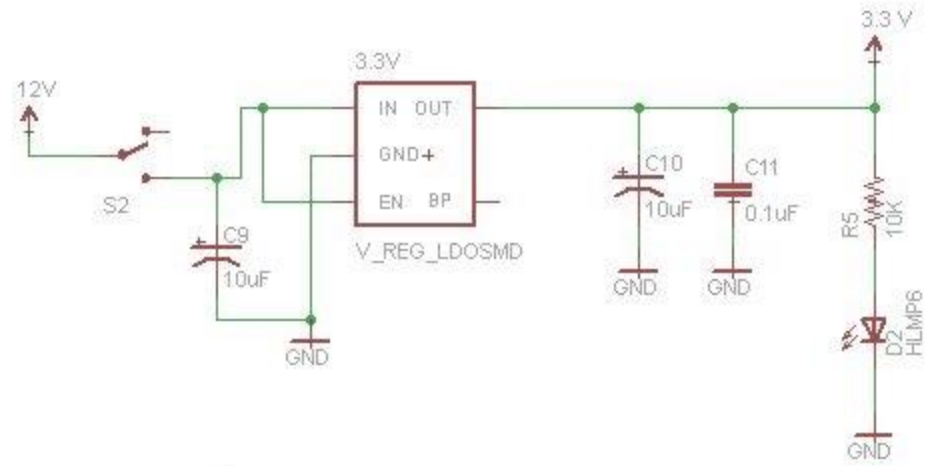 3.3 V
3.3V
12V
IN OUT
GND+
EN BP
S2
V_REG_LDOSMD
C9
10uF
GND
C10
10uF
GND
C11
0.1uF
GND
R5
10K
D2
HLMP6
GND